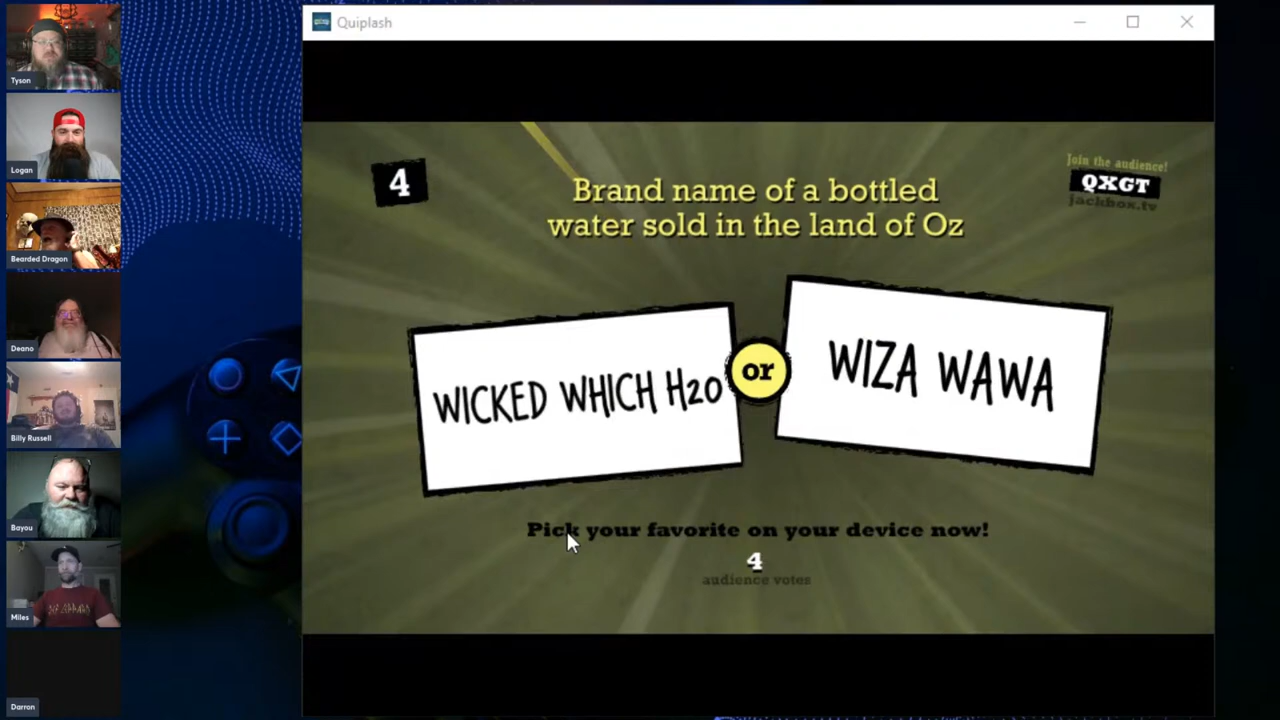 Quiplash
Tyson
Logan
Bearded Dragon
Deano
Billy Russell
Bayou
Miles
Darron
4
Brand name of a bottled
water sold in the land of Oz
Join the audience!
QXGT
jackbox.tv
WICKED WHICH H20
or
WIZA WAWA
Pick your favorite on your device now!
4
audience votes